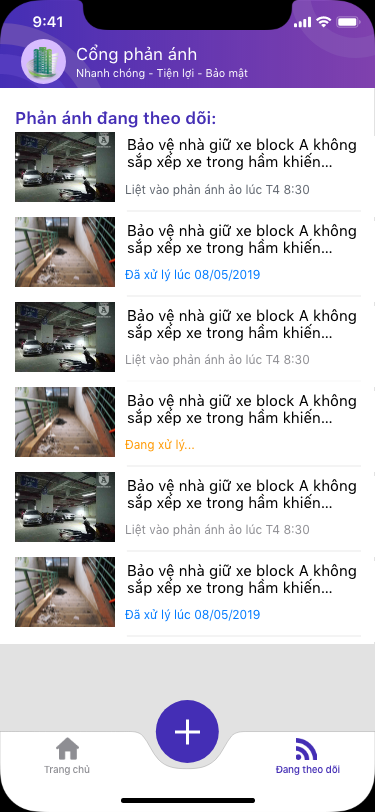 9:41
Cổng phản ánh
Nhanh chóng - Tiện lợi - Bảo mật
Phản ánh đang theo dõi:
Bảo vệ nhà giữ xe block A không
sắp xếp xe trong hầm khiến...
Liệt vào phản ánh ảo lúc T4 8:30
Bảo vệ nhà giữ xe block A không
sắp xếp xe trong hầm khiến...
Đã xử lý lúc 08/05/2019
Bảo vệ nhà giữ xe block A không
sắp xếp xe trong hầm khiến...
Liệt vào phản ánh ảo lúc T4 8:30
Bảo vệ nhà giữ xe block A không
sắp xếp xe trong hầm khiến...
Đang xử lý...
Bảo vệ nhà giữ xe block A không
sắp xếp xe trong hầm khiến...
Liệt vào phản ánh ảo lúc T4 8:30
Bảo vệ nhà giữ xe block A không
sắp xếp xe trong hầm khiến...
Đã xử lý lúc 08/05/2019
Trang chủ
Đang theo dõi